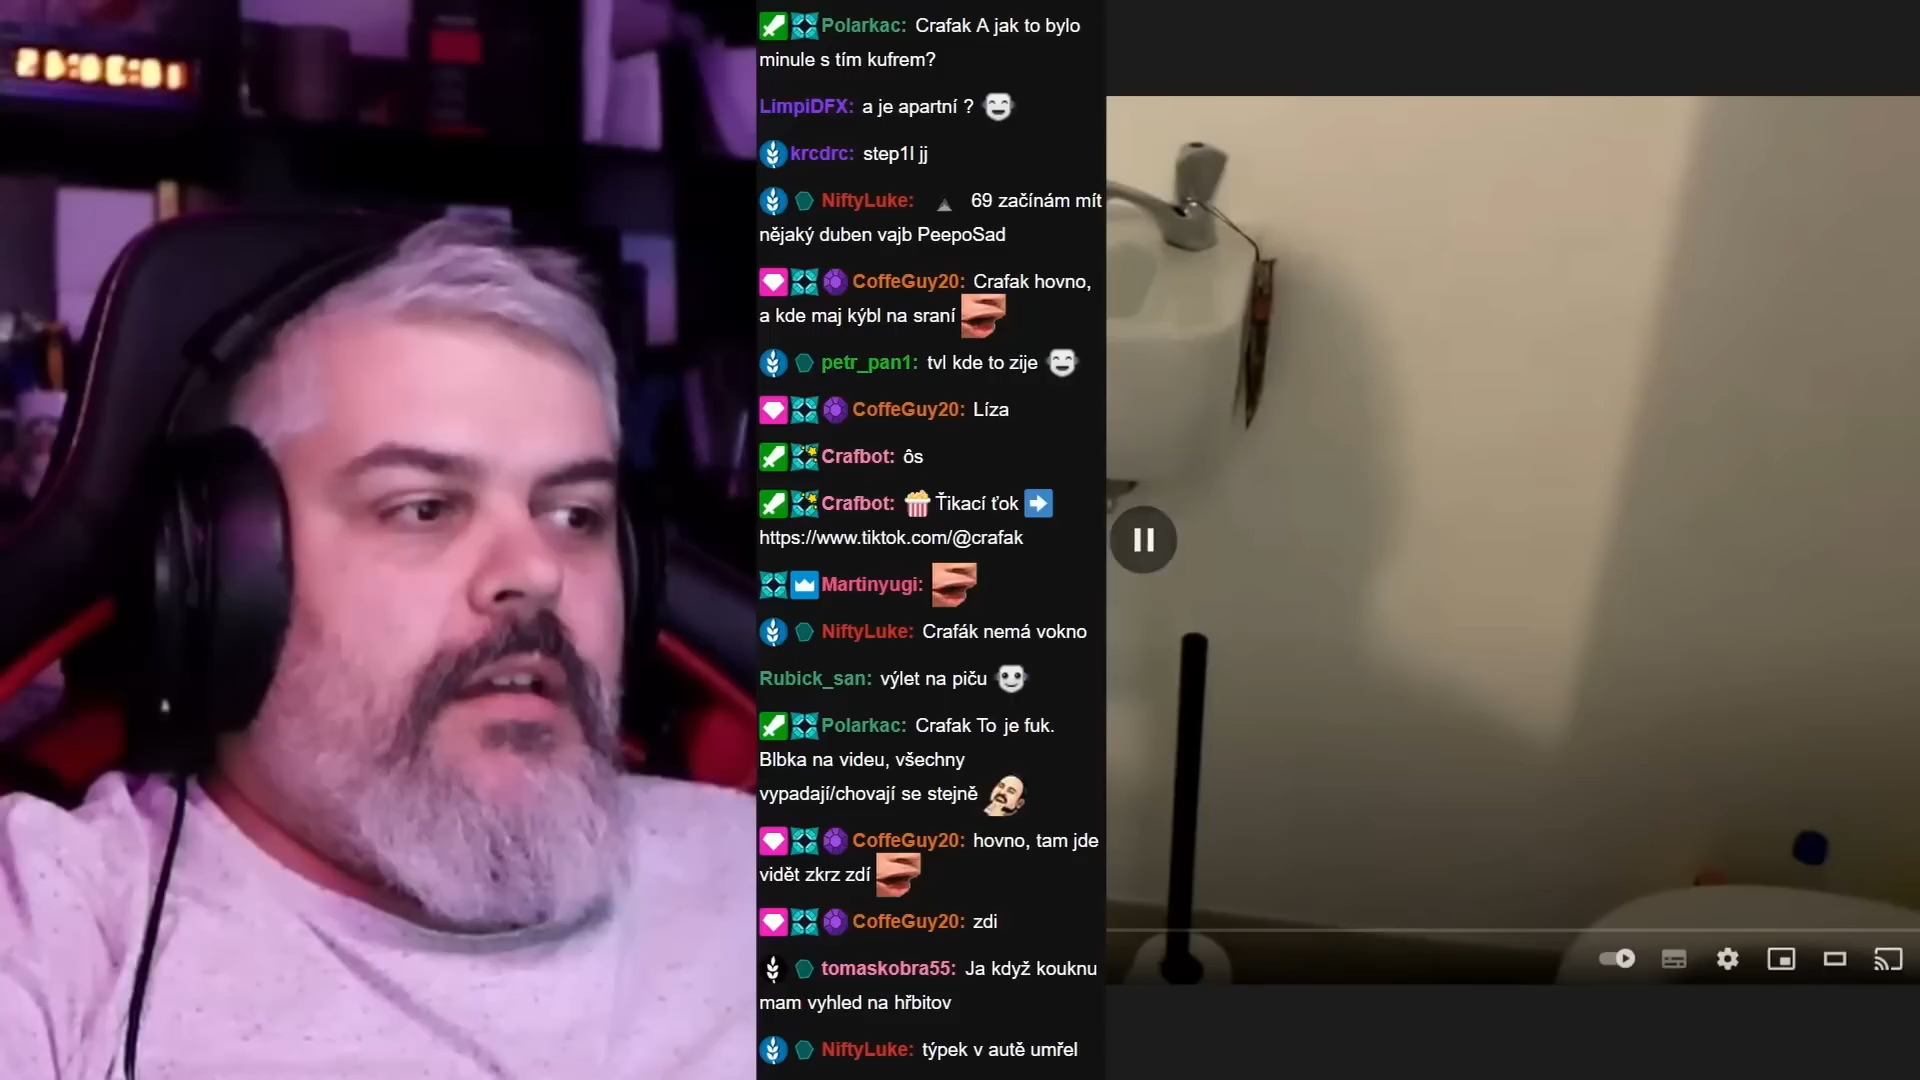 Polarkac: Crafak A jak to bylo
minule s tím kufrem?
LimpiDFX: a je apartní ?
krcdrc: step1l jj
NiftyLuke: 69 začínám mít
nějaký duben vajb PeepoSad
CoffeGuy20: Crafak hovno,
a kde maj kýbl na sraní
petr_pan1: tvl kde to zije
CoffeGuy20: Líza
Crafbot: ôs
Crafbot: Ťikací ťok
https://www.tiktok.com/@crafak
Martinyugi:
NiftyLuke: Crafák nemá vokno
Rubick_san: výlet na piču
Polarkac: Crafak To je fuk.
Blbka na videu, všechny
vypadají/chovají se stejně
CoffeGuy20: hovno, tam jde
vidět zkrz zdí
CoffeGuy20: zdi
tomaskobra55: Ja když kouknu
mam vyhled na hřbitov
NiftyLuke: týpek v autě umřel